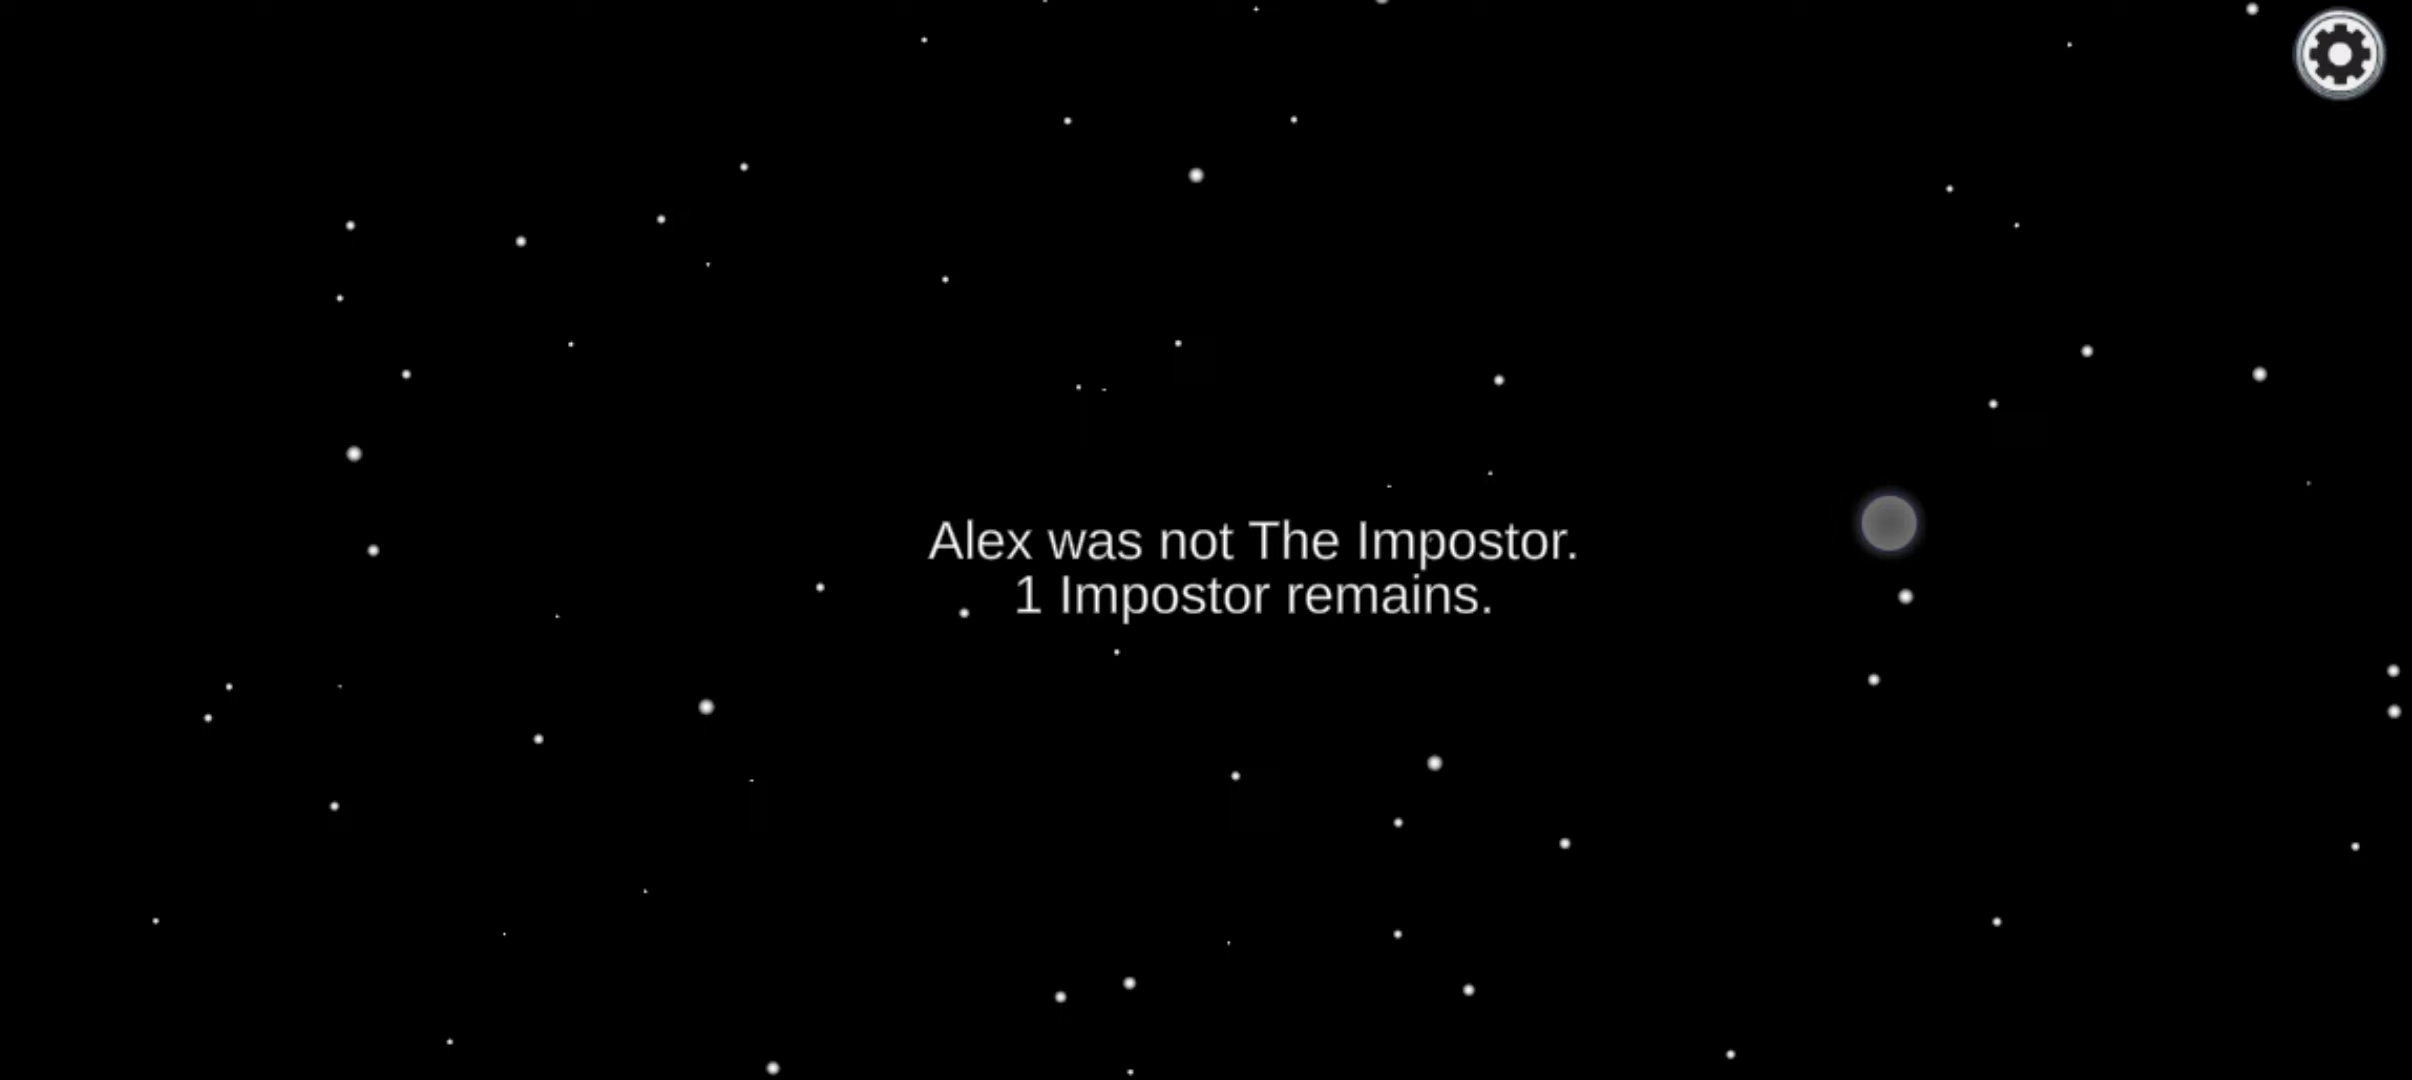 Alex was not The Impostor.
1 Impostor remains.